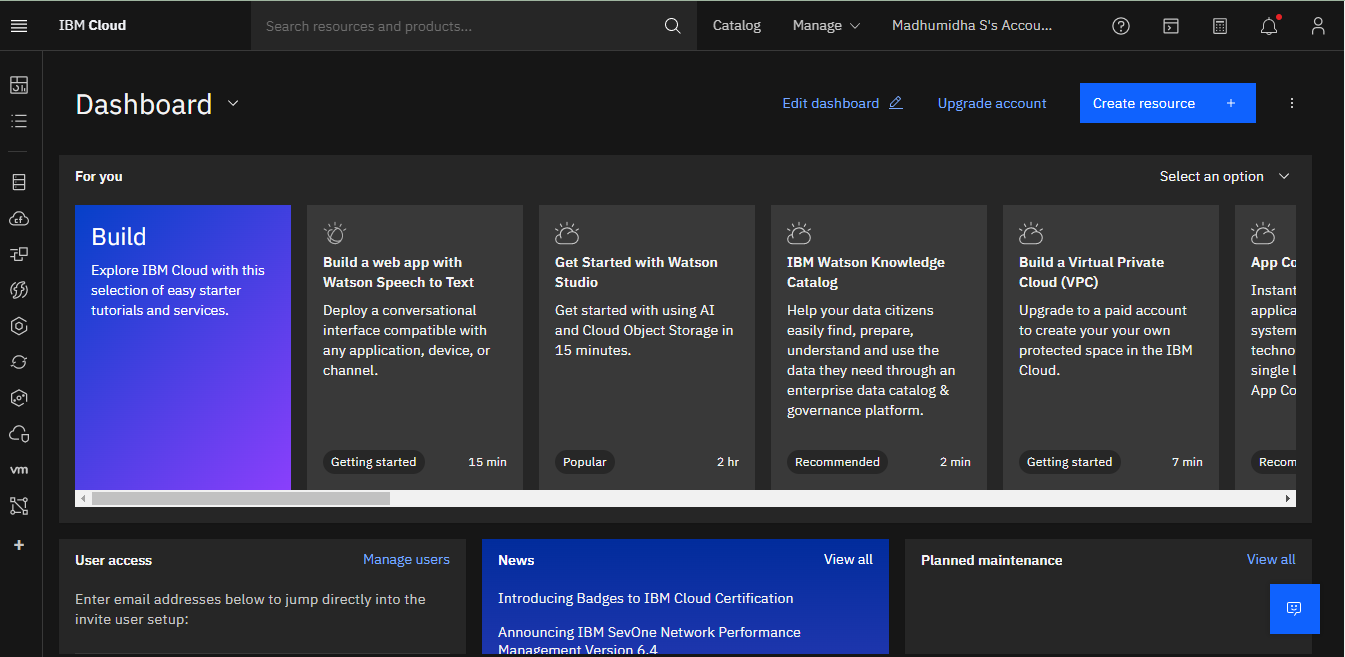 IBM Cloud
Search resources and products...
Catalog
Manage
Madhumidha S's Accou...
Dashboard
Edit dashboard
Upgrade account
Create resource +
For you
Select an option
Build
Explore IBM Cloud with this
selection of easy starter
tutorials and services.
Build a web app with
Watson Speech to Text
Deploy a conversational
interface compatible with
any application, device, or
channel.
Getting started
15 min
Get Started with Watson
Studio
Get started with using AI
and Cloud Object Storage in
15 minutes.
Popular
2 hr
IBM Watson Knowledge
Catalog
Help your data citizens
easily find, prepare,
understand and use the
data they need through an
enterprise data catalog &
governance platform.
Recommended
2 min
Build a Virtual Private
Cloud (VPC)
Upgrade to a paid account
to create your your own
protected space in the IBM
Cloud.
Getting started
7 min
App Co
Instant
applica
system
techno
single l
App Co
Recom
vm
User access
Manage users
Enter email addresses below to jump directly into the
invite user setup:
News
View all
Introducing Badges to IBM Cloud Certification
Announcing IBM SevOne Network Performance
Management Version 6.4
Planned maintenance
View all